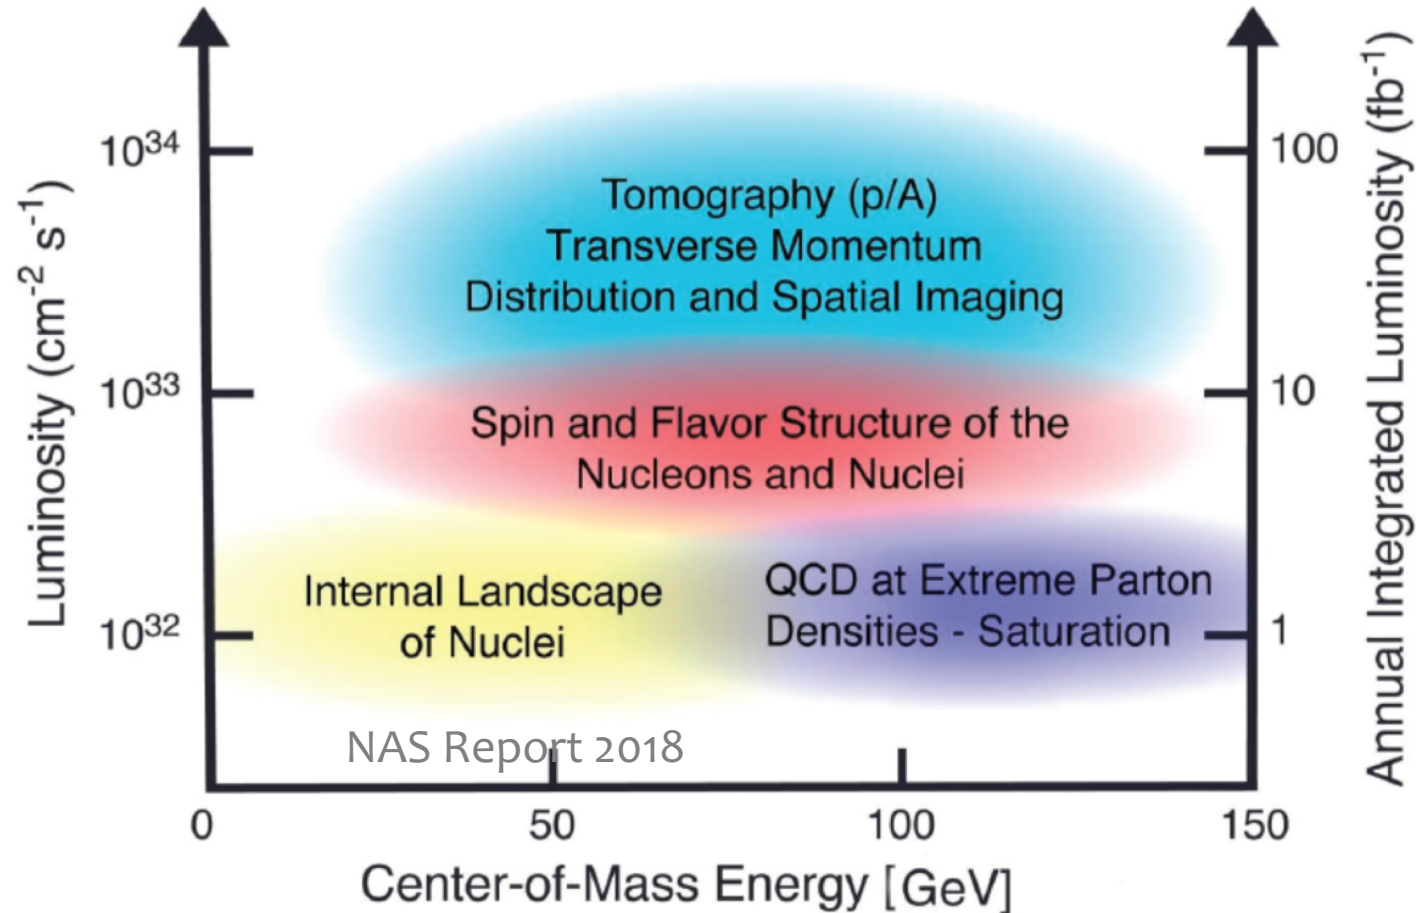 Luminosity (cm⁻² s⁻¹)
10³⁴
10³³
10³²
Tomography (p/A)
Transverse Momentum
Distribution and Spatial Imaging
Spin and Flavor Structure of the
Nucleons and Nuclei
Internal Landscape
of Nuclei
QCD at Extreme Parton
Densities - Saturation
NAS Report 2018
100
10
1
Annual Integrated Luminosity (fb⁻¹)
0 50 100 150
Center-of-Mass Energy [GeV]